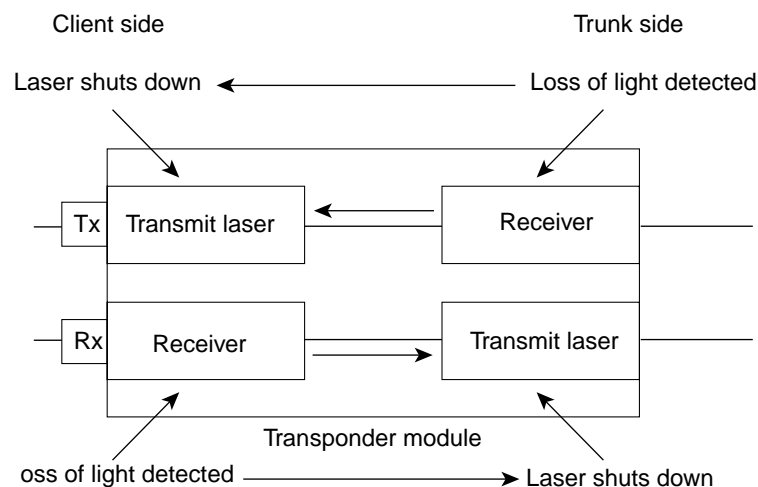 Client side
Trunk side
Laser shuts down
Loss of light detected
Tx
Transmit laser
Receiver
Rx
Receiver
Transmit laser
Transponder module
oss of light detected
Laser shuts down